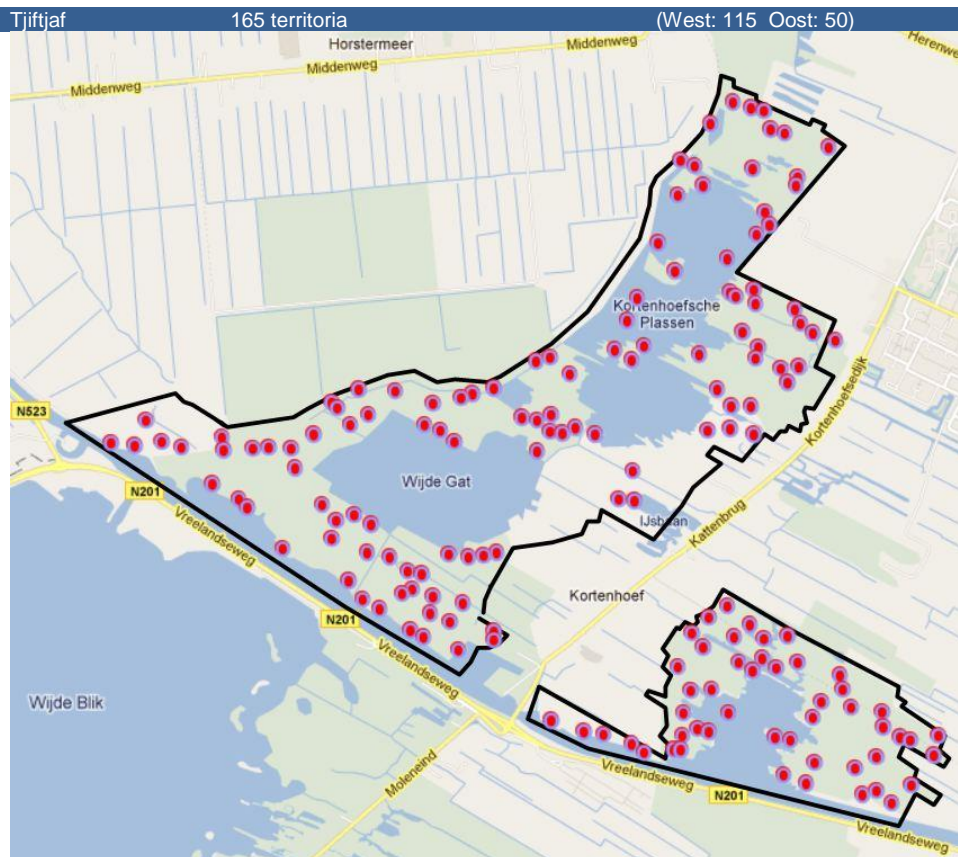 Tjiftjaf 165 territoria (West: 115 Oost: 50)
Horstermeer
Middenweg
Middenweg
Middenweg
Kortenhoefsche
Plassen
N523
Kortenhoefsedijk
Wijde Gat
N201
Vreelandseweg
IJsbaan
Kattenbrug
Kortenhoef
N201
Vreelandseweg
Wijde Blik
Moleneind
Vreelandseweg
N201
Vreelandseweg